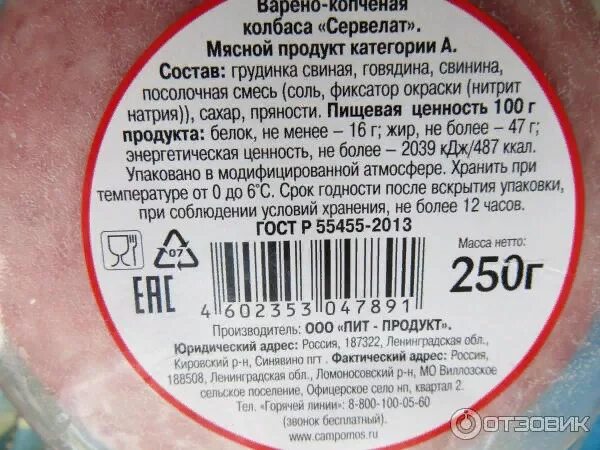 Варено-копченая
колбаса «Сервелат».
Мясной продукт категории А.
Состав: грудинка свиная, говядина, свинина,
посолочная смесь (соль, фиксатор окраски (нитрит
натрия)), сахар, пряности. Пищевая ценность 100 г
продукта: белок, не менее – 16 г; жир, не более – 47 г;
энергетическая ценность, не более – 2039 кДж/487 ккал.
Упаковано в модифицированной атмосфере. Хранить при
температуре от 0 до 6°С. Срок годности после вскрытия упаковки,
при соблюдении условий хранения, не более 12 часов.
ГОСТ Р 55455-2013
07
EAC
4 602353 047891
Масса нетто:
250г
Производитель: ООО «ПИТ - ПРОДУКТ».
Юридический адрес: Россия, 187322, Ленинградская обл.,
Кировский р-н, Синявино пгт . Фактический адрес: Россия,
188508, Ленинградская обл., Ломоносовский р-н, МО Виллозское
сельское поселение, Офицерское село нп, квартал 2.
Тел. «Горячей линии»: 8-800-100-05-60
(звонок бесплатный).
www.campomos.ru
ОТЗОВИК